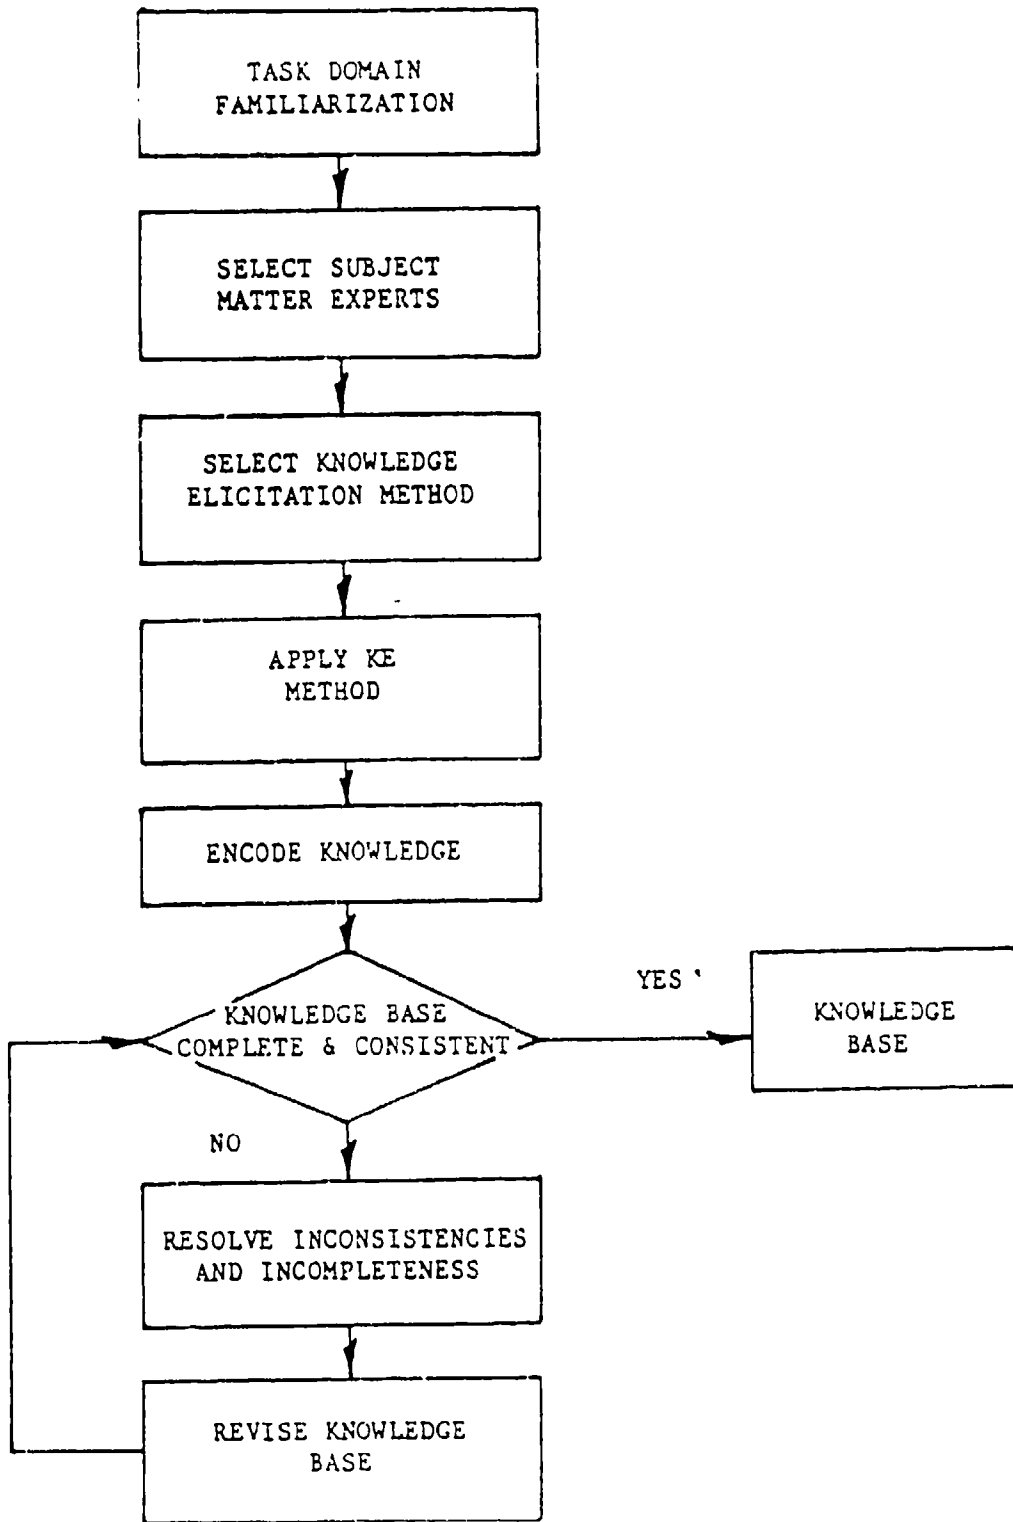 TASK DOMAIN
FAMILIARIZATION
SELECT SUBJECT
MATTER EXPERTS
SELECT KNOWLEDGE
ELICITATION METHOD
APPLY KE
METHOD
ENCODE KNOWLEDGE
KNOWLEDGE BASE
COMPLETE & CONSISTENT
YES
KNOWLEDGE
BASE
NO
RESOLVE INCONSISTENCIES
AND INCOMPLETENESS
REVISE KNOWLEDGE
BASE